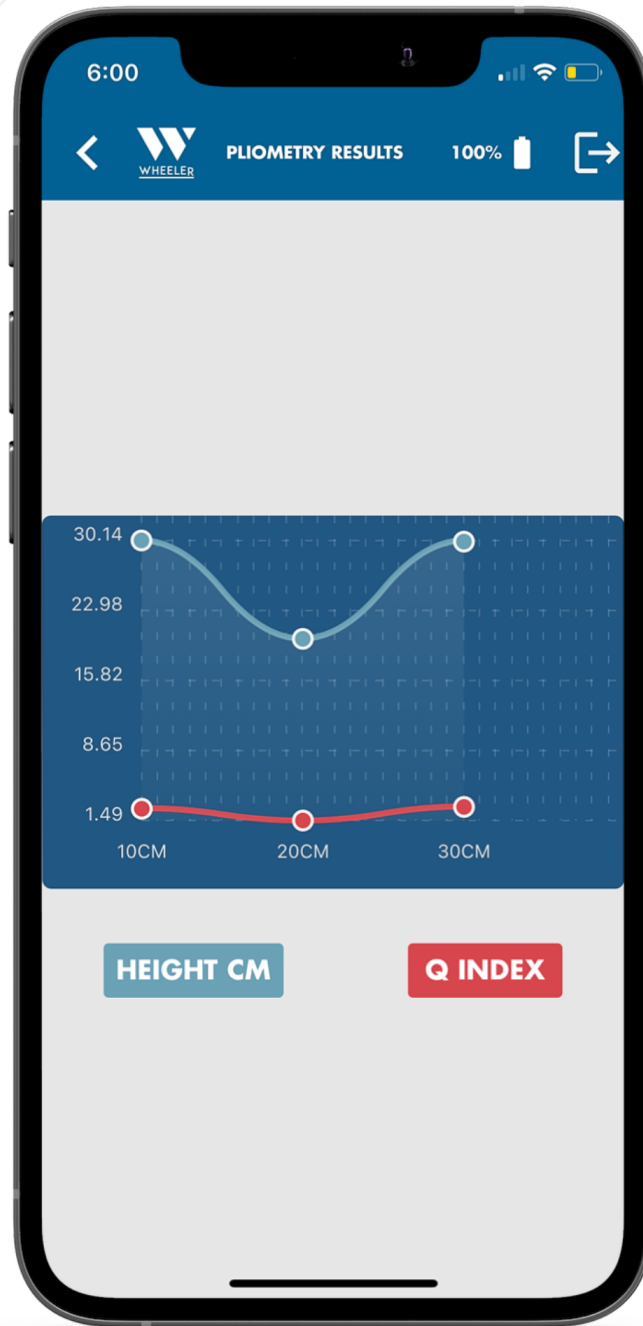 6:00
WHEELER
PLIOMETRY RESULTS
100%
30.14
22.98
15.82
8.65
1.49
10CM 20CM 30CM
HEIGHT CM
Q INDEX